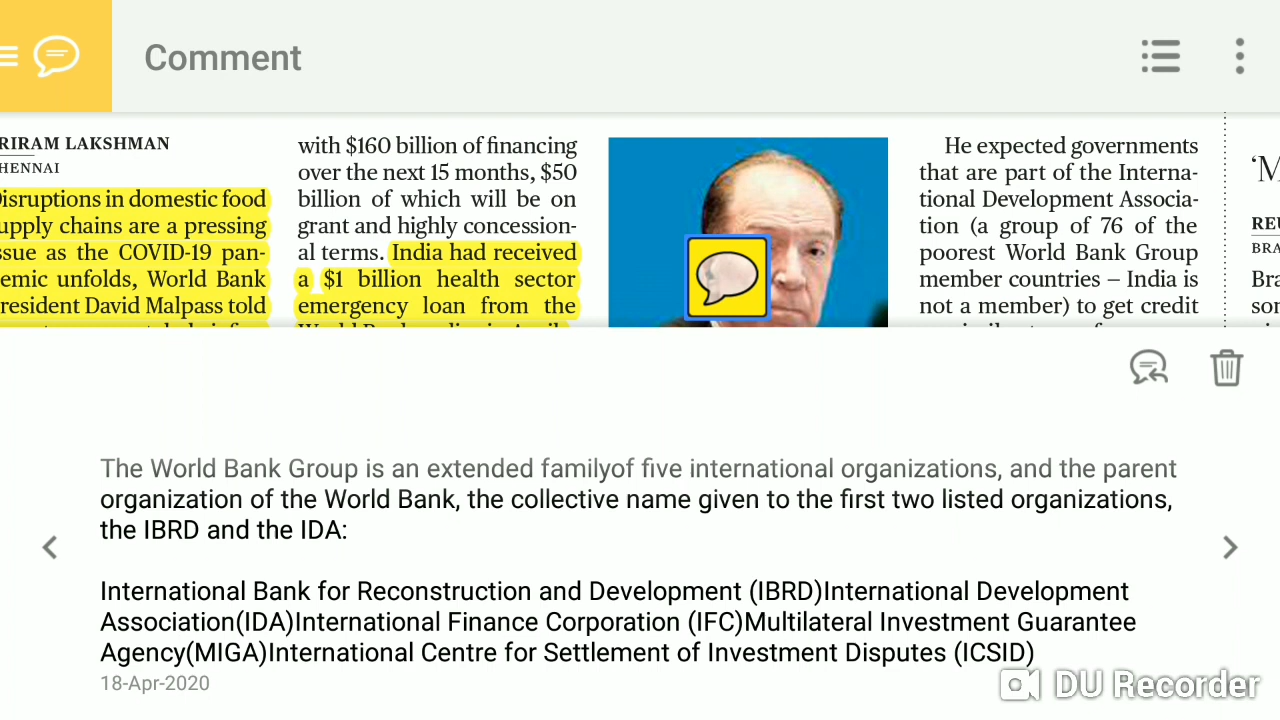 Comment
RIRAM LAKSHMAN
HENNAI
isruptions in domestic food
upply chains are a pressing
ssue as the COVID-19 pan-
emic unfolds, World Bank
resident David Malpass told
with $160 billion of financing
over the next 15 months, $50
billion of which will be on
grant and highly concession-
al terms. India had received
a $1 billion health sector
emergency loan from the
He expected governments
that are part of the Interna-
tional Development Associa-
tion (a group of 76 of the
poorest World Bank Group
member countries – India is
not a member) to get credit
‘M
REU
BRA
Bra
son
The World Bank Group is an extended familyof five international organizations, and the parent
organization of the World Bank, the collective name given to the first two listed organizations,
the IBRD and the IDA:
International Bank for Reconstruction and Development (IBRD)International Development
Association(IDA)International Finance Corporation (IFC)Multilateral Investment Guarantee
Agency(MIGA)International Centre for Settlement of Investment Disputes (ICSID)
18-Apr-2020
DU Recorder